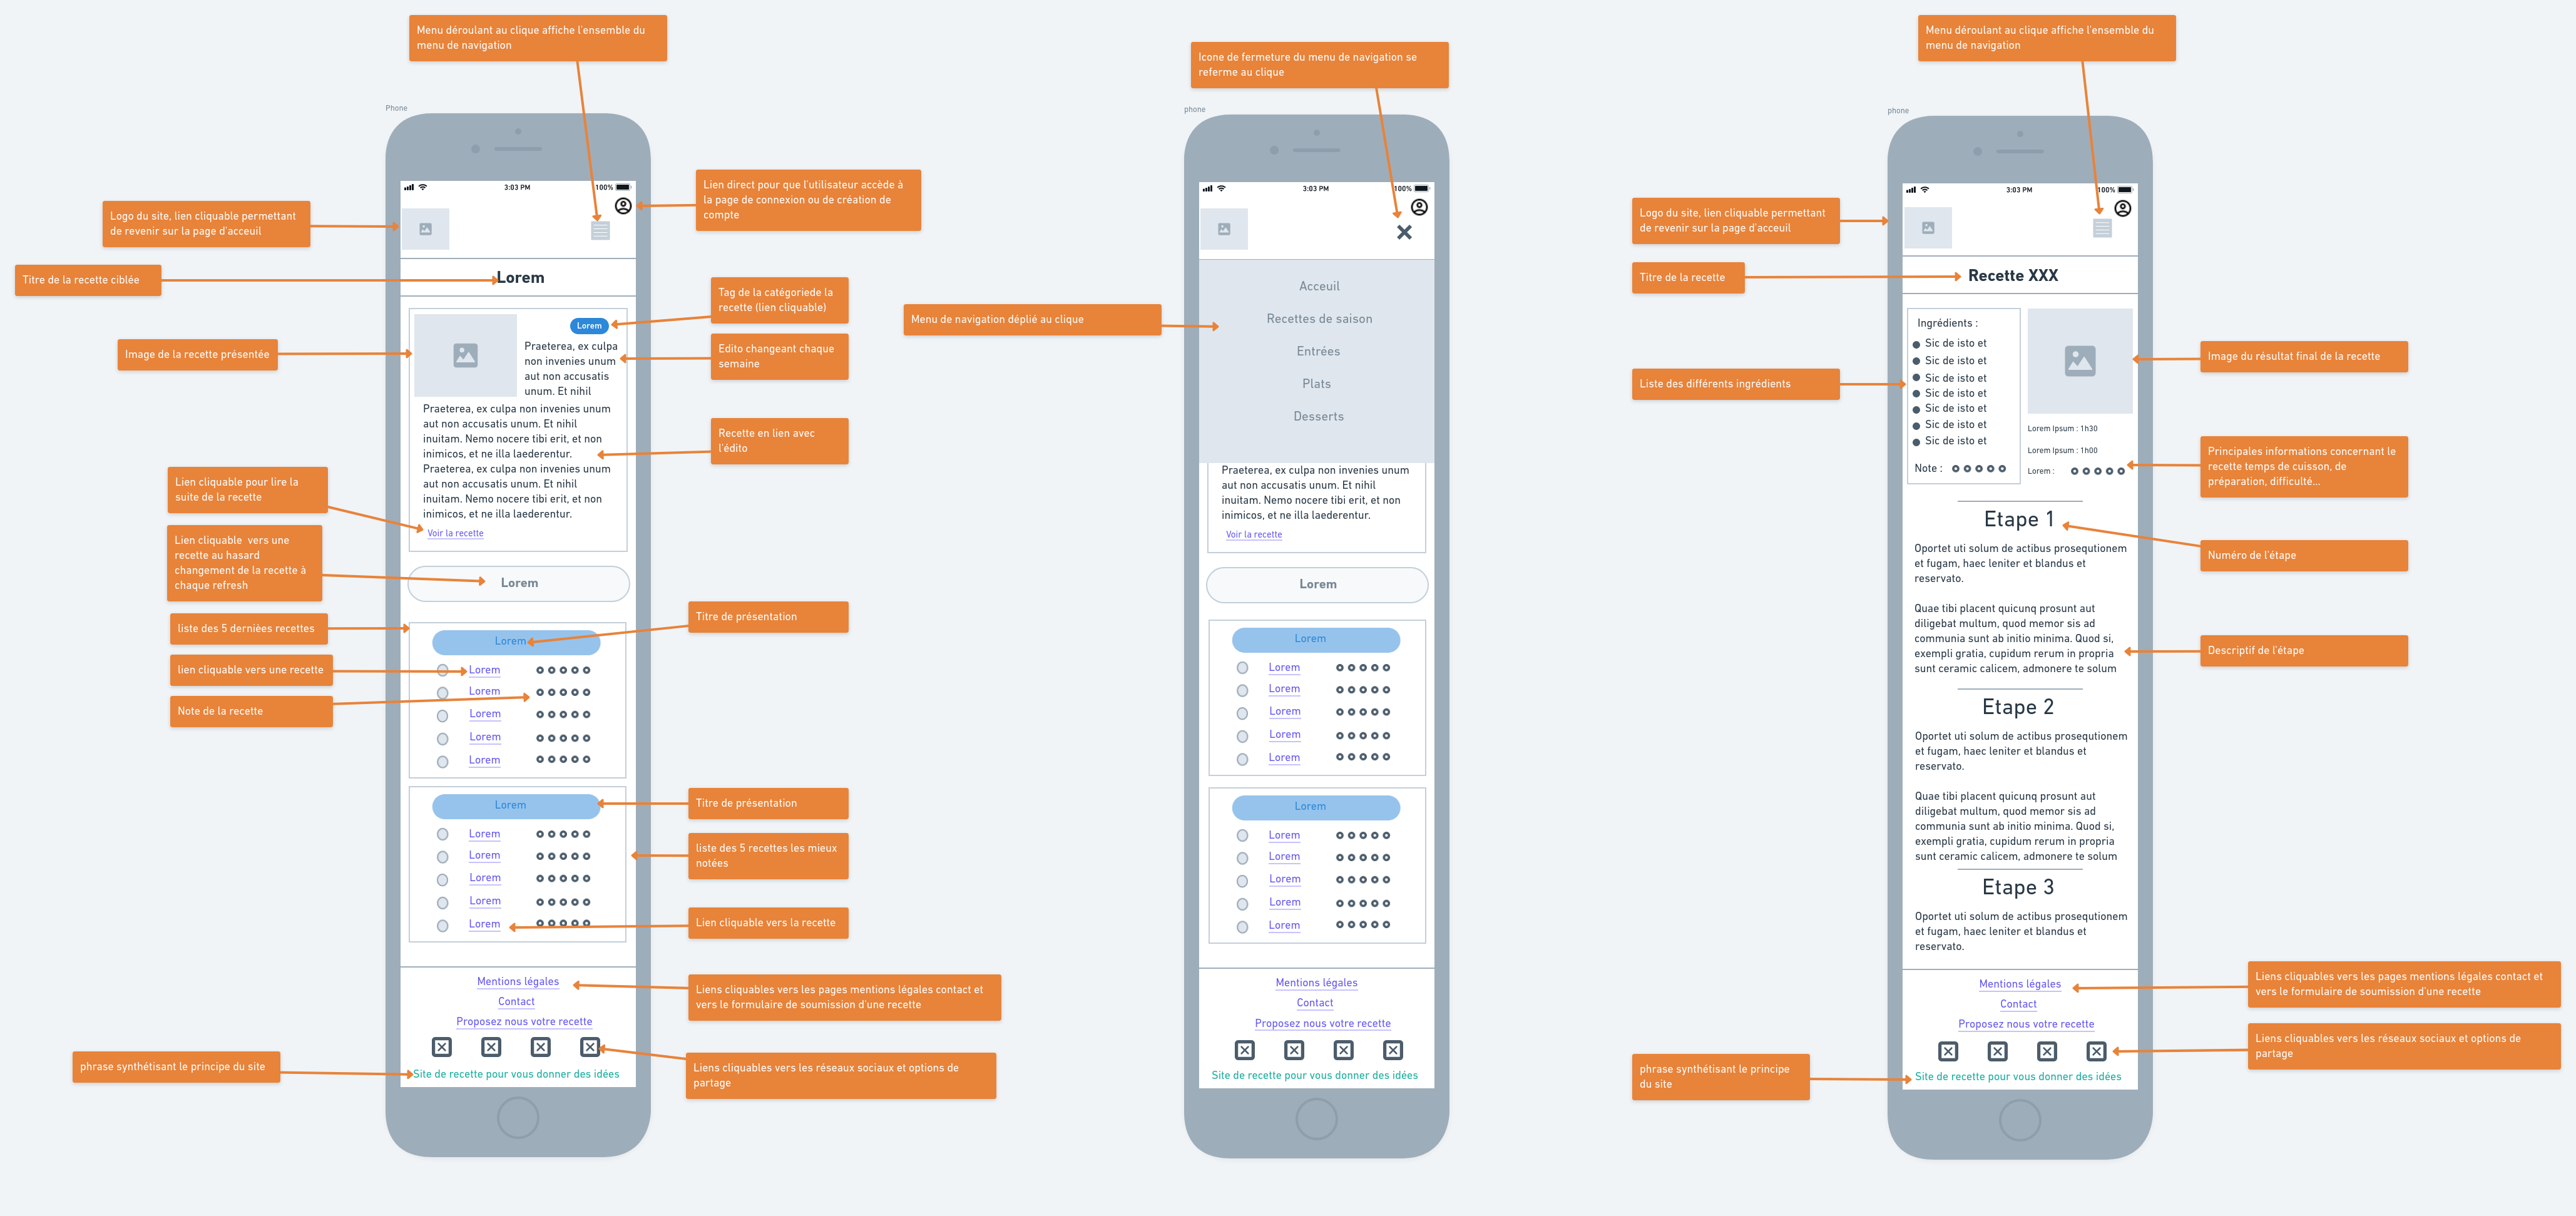 Menu déroulant au clique affiche l'ensemble du
menu de navigation
Phone
Lien direct pour que l'utilisateur accède à
la page de connexion ou de création de
compte
Logo du site, lien cliquable permettant
de revenir sur la page d'acceuil
Titre de la recette ciblée
Tag de la catégoriede la
recette (lien cliquable)
Image de la recette présentée
Edito changeant chaque
semaine
Recette en lien avec
l'édito
Lien cliquable pour lire la
suite de la recette
Lien cliquable vers une
recette au hasard
changement de la recette à
chaque refresh
liste des 5 dernièes recettes
Titre de présentation
lien cliquable vers une recette
Note de la recette
Titre de présentation
liste des 5 recettes les mieux
notées
Lien cliquable vers la recette
Liens cliquables vers les pages mentions légales contact et
vers le formulaire de soumission d'une recette
Liens cliquables vers les réseaux sociaux et options de
partage
phrase synthétisant le principe du site
3:03 PM
100%
Lorem
Lorem
Praeterea, ex culpa
non invenies unum
aut non accusatis
unum. Et nihil
Praeterea, ex culpa non invenies unum
aut non accusatis unum. Et nihil
inuitam. Nemo nocere tibi erit, et non
inimicos, et ne illa laederentur.
Praeterea, ex culpa non invenies unum
aut non accusatis unum. Et nihil
inuitam. Nemo nocere tibi erit, et non
inimicos, et ne illa laederentur.
Voir la recette
Lorem
Lorem
Lorem
Lorem
Lorem
Lorem
Lorem
Lorem
Lorem
Lorem
Lorem
Lorem
Lorem
Mentions légales
Contact
Proposez nous votre recette
Site de recette pour vous donner des idées
Icone de fermeture du menu de navigation se
referme au clique
phone
Menu de navigation déplié au clique
3:03 PM
100%
Acceuil
Recettes de saison
Entrées
Plats
Desserts
Praeterea, ex culpa non invenies unum
aut non accusatis unum. Et nihil
inuitam. Nemo nocere tibi erit, et non
inimicos, et ne illa laederentur.
Voir la recette
Lorem
Lorem
Lorem
Lorem
Lorem
Lorem
Lorem
Lorem
Lorem
Lorem
Lorem
Lorem
Lorem
Mentions légales
Contact
Proposez nous votre recette
Site de recette pour vous donner des idées
Menu déroulant au clique affiche l'ensemble du
menu de navigation
phone
Logo du site, lien cliquable permettant
de revenir sur la page d'acceuil
Titre de la recette
Liste des différents ingrédients
Image du résultat final de la recette
Principales informations concernant le
recette temps de cuisson, de
préparation, difficulté...
Numéro de l'étape
Descriptif de l'étape
Liens cliquables vers les pages mentions légales contact et
vers le formulaire de soumission d'une recette
Liens cliquables vers les réseaux sociaux et options de
partage
phrase synthétisant le principe
du site
3:03 PM
100%
Recette XXX
Ingrédients :
Sic de isto et
Sic de isto et
Sic de isto et
Sic de isto et
Sic de isto et
Sic de isto et
Sic de isto et
Note :
Lorem Ipsum : 1h30
Lorem Ipsum : 1h00
Lorem :
Etape 1
Oportet uti solum de actibus prosequtionem
et fugam, haec leniter et blandus et
reservato.
Quae tibi placent quicunq prosunt aut
diligebat multum, quod memor sis ad
communia sunt ab initio minima. Quod si,
exempli gratia, cupidum rerum in propria
sunt ceramic calicem, admonere te solum
Etape 2
Oportet uti solum de actibus prosequtionem
et fugam, haec leniter et blandus et
reservato.
Quae tibi placent quicunq prosunt aut
diligebat multum, quod memor sis ad
communia sunt ab initio minima. Quod si,
exempli gratia, cupidum rerum in propria
sunt ceramic calicem, admonere te solum
Etape 3
Oportet uti solum de actibus prosequtionem
et fugam, haec leniter et blandus et
reservato.
Mentions légales
Contact
Proposez nous votre recette
Site de recette pour vous donner des idées